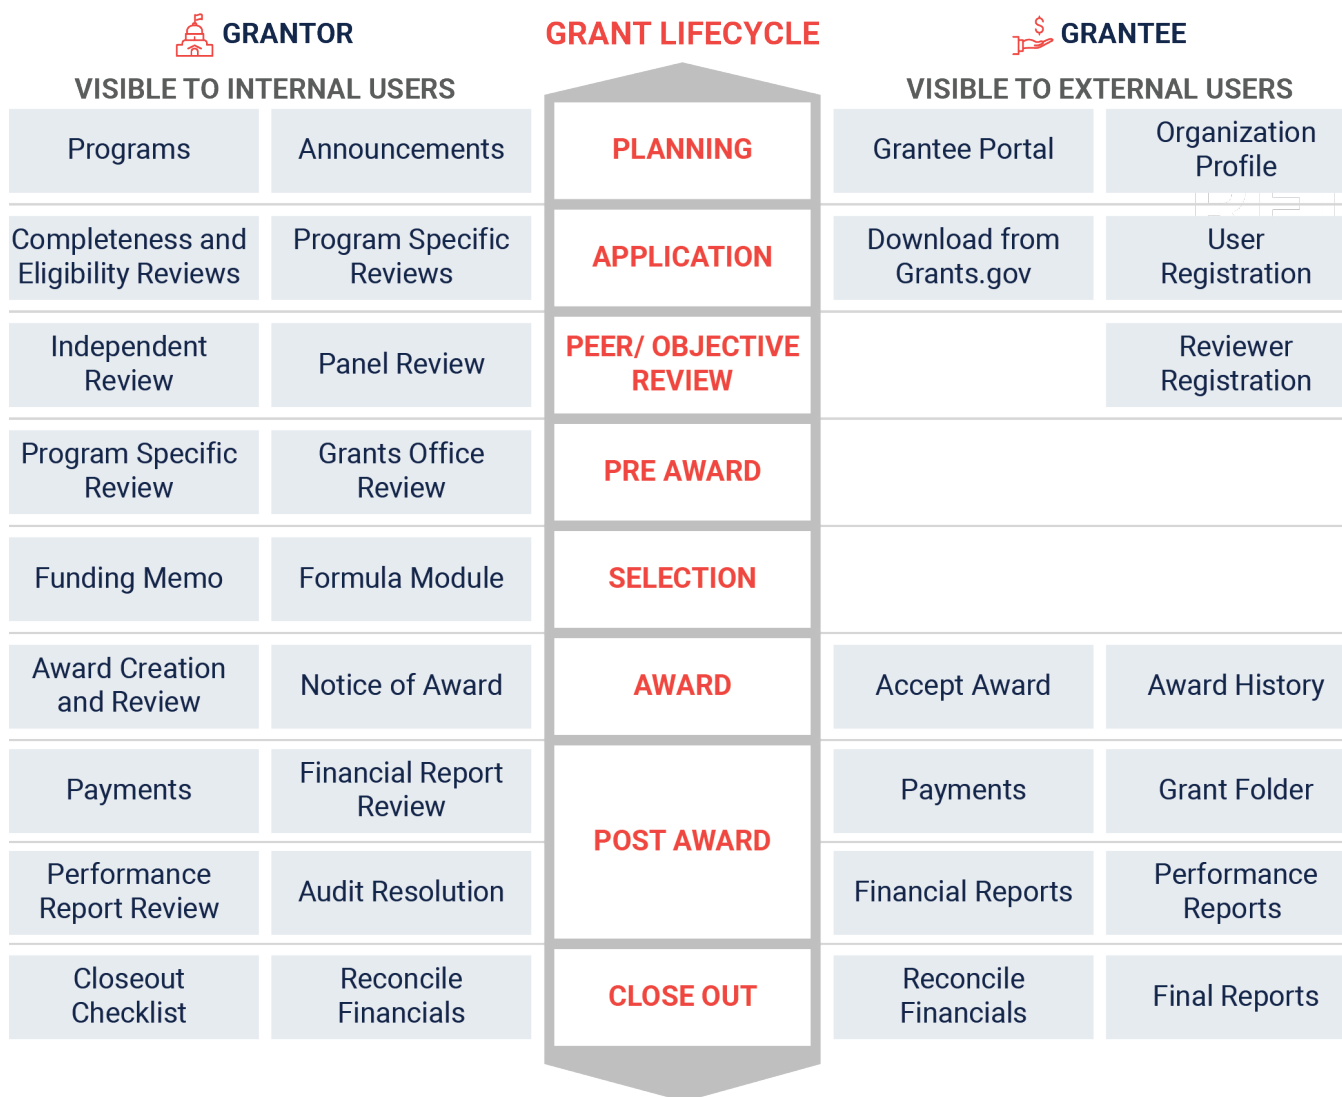 GRANTOR
GRANT LIFECYCLE
GRANTEE
VISIBLE TO INTERNAL USERS
VISIBLE TO EXTERNAL USERS
Programs
Announcements
PLANNING
Grantee Portal
Organization
Profile
Completeness and
Eligibility Reviews
Program Specific
Reviews
APPLICATION
Download from
Grants.gov
User
Registration
Independent
Review
Panel Review
PEER/ OBJECTIVE
REVIEW
Reviewer
Registration
Program Specific
Review
Grants Office
Review
PRE AWARD
Funding Memo
Formula Module
SELECTION
Award Creation
and Review
Notice of Award
AWARD
Accept Award
Award History
Payments
Financial Report
Review
POST AWARD
Payments
Grant Folder
Performance
Report Review
Audit Resolution
Financial Reports
Performance
Reports
Closeout
Checklist
Reconcile
Financials
CLOSE OUT
Reconcile
Financials
Final Reports